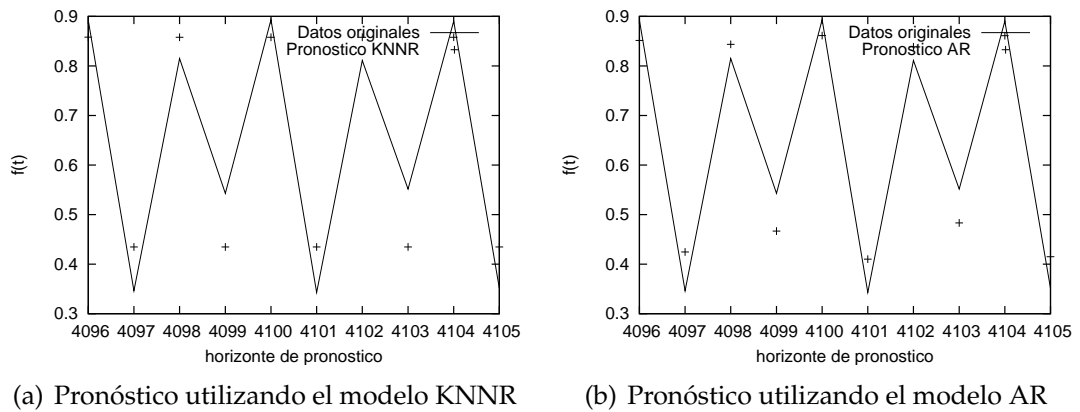 0.9
0.8
0.7
0.6
0.5
0.4
0.3
f(t)
Datos originales
Pronostico KNNR
4096 4097 4098 4099 4100 4101 4102 4103 4104 4105
horizonte de pronostico
(a) Pronóstico utilizando el modelo KNNR
0.9
0.8
0.7
0.6
0.5
0.4
0.3
f(t)
Datos originales
Pronostico AR
4096 4097 4098 4099 4100 4101 4102 4103 4104 4105
horizonte de pronostico
(b) Pronóstico utilizando el modelo AR